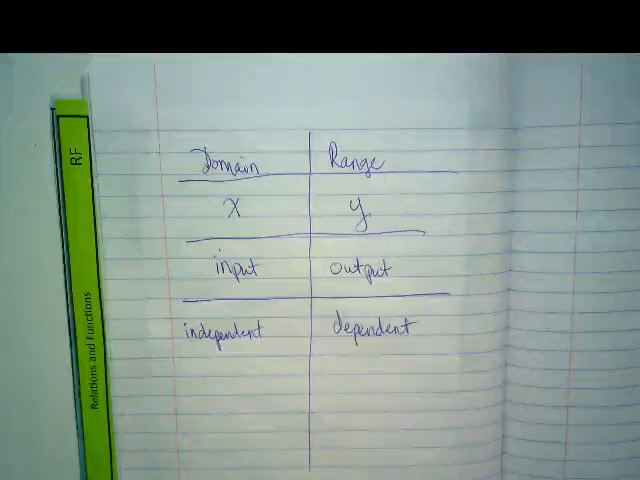 RF
Relations and Functions
Domain Range
x y
input output
independent dependent